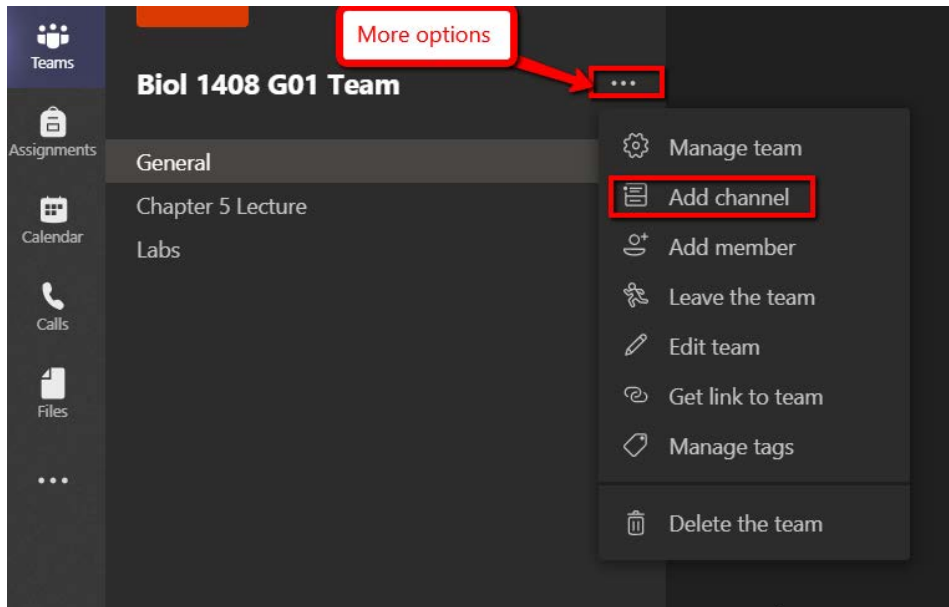 More options
Teams
Assignments
Calendar
Calls
Files
Biol 1408 G01 Team
General
Chapter 5 Lecture
Labs
Manage team
Add channel
Add member
Leave the team
Edit team
Get link to team
Manage tags
Delete the team